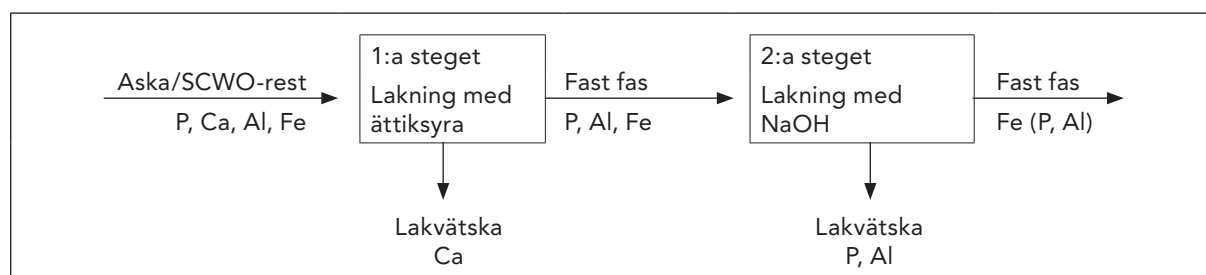 Aska/SCWO-rest
P, Ca, Al, Fe
1:a steget
Lakning med
ättiksyra
Fast fas
P, Al, Fe
2:a steget
Lakning med
NaOH
Fast fas
Fe (P, Al)
Lakvätska
Ca
Lakvätska
P, Al